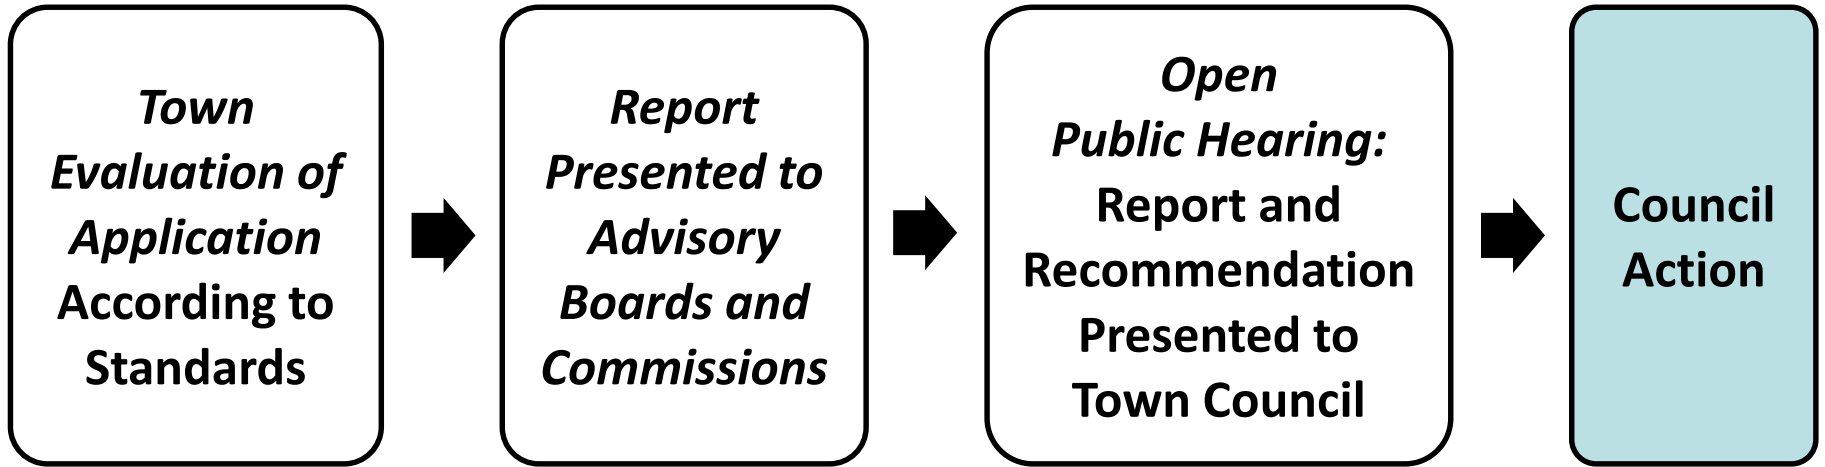 Town
Evaluation of
Application
According to
Standards
Report
Presented to
Advisory
Boards and
Commissions
Open
Public Hearing:
Report and
Recommendation
Presented to
Town Council
Council
Action